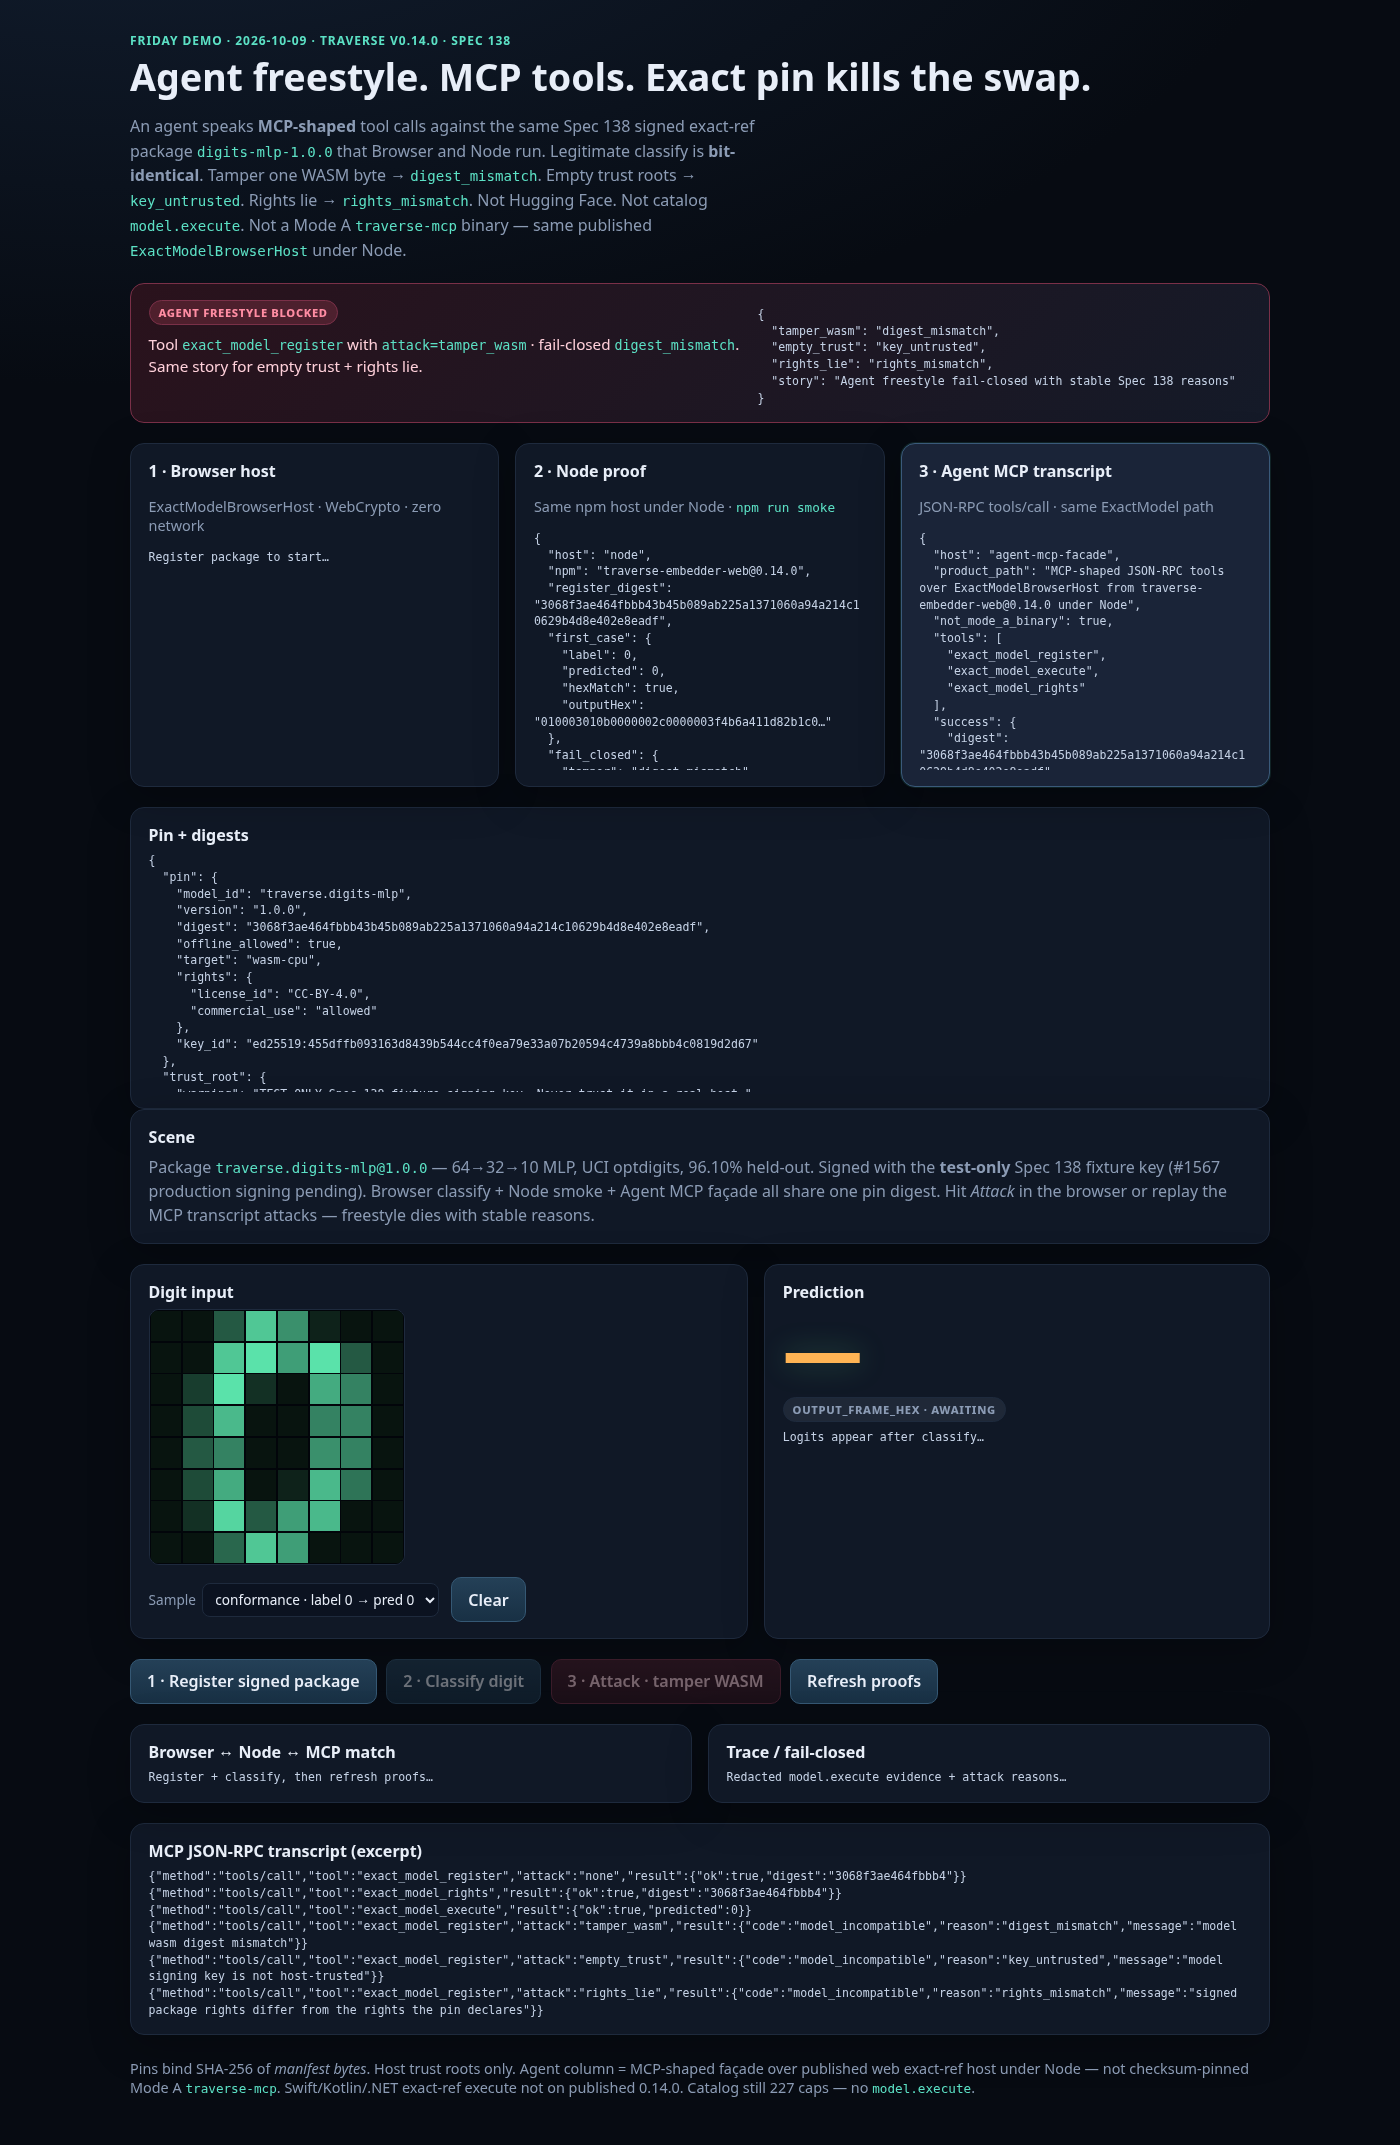 FRIDAY DEMO · 2026-10-09 · TRAVERSE V0.14.0 · SPEC 138
Agent freestyle. MCP tools. Exact pin kills the swap.
An agent speaks MCP-shaped tool calls against the same Spec 138 signed exact-ref
package digits-mlp-1.0.0 that Browser and Node run. Legitimate classify is bit-
identical. Tamper one WASM byte → digest_mismatch. Empty trust roots →
key_untrusted. Rights lie → rights_mismatch. Not Hugging Face. Not catalog
model.execute. Not a Mode A traverse-mcp binary — same published
ExactModelBrowserHost under Node.
AGENT FREESTYLE BLOCKED
Tool exact_model_register with attack=tamper_wasm · fail-closed digest_mismatch.
Same story for empty trust + rights lie.
{
  "tamper_wasm": "digest_mismatch",
  "empty_trust": "key_untrusted",
  "rights_lie": "rights_mismatch",
  "story": "Agent freestyle fail-closed with stable Spec 138 reasons"
}
1 · Browser host
ExactModelBrowserHost · WebCrypto · zero
network
Register package to start…
2 · Node proof
Same npm host under Node · npm run smoke
{
  "host": "node",
  "npm": "traverse-embedder-web@0.14.0",
  "register_digest":
"3068f3ae464fbbb43b45b089ab225a1371060a94a214c1
0629b4d8e402e8eadf",
  "first_case": {
    "label": 0,
    "predicted": 0,
    "hexMatch": true,
    "outputHex":
"010003010b0000002c0000003f4b6a411d82b1c0…"
  },
  "fail_closed": {
    "tamper": "digest_mismatch",
3 · Agent MCP transcript
JSON-RPC tools/call · same ExactModel path
{
  "host": "agent-mcp-facade",
  "product_path": "MCP-shaped JSON-RPC tools
over ExactModelBrowserHost from traverse-
embedder-web@0.14.0 under Node",
  "not_mode_a_binary": true,
  "tools": [
    "exact_model_register",
    "exact_model_execute",
    "exact_model_rights"
  ],
  "success": {
    "digest":
"3068f3ae464fbbb43b45b089ab225a1371060a94a214c1
0629b4d8e402e8eadf"
Pin + digests
{
  "pin": {
    "model_id": "traverse.digits-mlp",
    "version": "1.0.0",
    "digest": "3068f3ae464fbbb43b45b089ab225a1371060a94a214c10629b4d8e402e8eadf",
    "offline_allowed": true,
    "target": "wasm-cpu",
    "rights": {
      "license_id": "CC-BY-4.0",
      "commercial_use": "allowed"
    },
    "key_id": "ed25519:455dffb093163d8439b544cc4f0ea79e33a07b20594c4739a8bbb4c0819d2d67"
  },
  "trust_root": {
    "warning": "TEST-ONLY Spec 138 fixture signing key. Never trust it in a real host."
Scene
Package traverse.digits-mlp@1.0.0 — 64→32→10 MLP, UCI optdigits, 96.10% held-out. Signed with the test-only Spec 138 fixture key (#1567
production signing pending). Browser classify + Node smoke + Agent MCP façade all share one pin digest. Hit Attack in the browser or replay the
MCP transcript attacks — freestyle dies with stable reasons.
Digit input
Sample conformance · label 0 → pred 0 Clear
Prediction
—
OUTPUT_FRAME_HEX · AWAITING
Logits appear after classify…
1 · Register signed package 2 · Classify digit 3 · Attack · tamper WASM Refresh proofs
Browser ↔ Node ↔ MCP match
Register + classify, then refresh proofs…
Trace / fail-closed
Redacted model.execute evidence + attack reasons…
MCP JSON-RPC transcript (excerpt)
{"method":"tools/call","tool":"exact_model_register","attack":"none","result":{"ok":true,"digest":"3068f3ae464fbbb4"}}
{"method":"tools/call","tool":"exact_model_rights","result":{"ok":true,"digest":"3068f3ae464fbbb4"}}
{"method":"tools/call","tool":"exact_model_execute","result":{"ok":true,"predicted":0}}
{"method":"tools/call","tool":"exact_model_register","attack":"tamper_wasm","result":{"code":"model_incompatible","reason":"digest_mismatch","message":"model
wasm digest mismatch"}}
{"method":"tools/call","tool":"exact_model_register","attack":"empty_trust","result":{"code":"model_incompatible","reason":"key_untrusted","message":"model
signing key is not host-trusted"}}
{"method":"tools/call","tool":"exact_model_register","attack":"rights_lie","result":{"code":"model_incompatible","reason":"rights_mismatch","message":"signed
package rights differ from the rights the pin declares"}}
Pins bind SHA-256 of manifest bytes. Host trust roots only. Agent column = MCP-shaped façade over published web exact-ref host under Node — not checksum-pinned
Mode A traverse-mcp. Swift/Kotlin/.NET exact-ref execute not on published 0.14.0. Catalog still 227 caps — no model.execute.